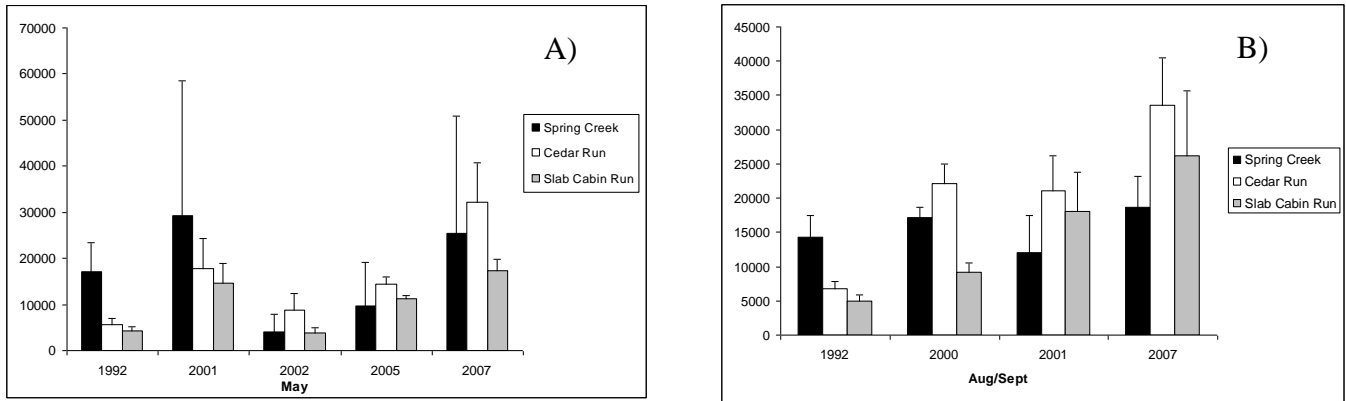 A)
70000
60000
50000
40000
30000
20000
10000
0
1992 2001 2002 2005 2007
May
Spring Creek
Cedar Run
Slab Cabin Run
B)
45000
40000
35000
30000
25000
20000
15000
10000
5000
0
1992 2000 2001 2007
Aug/Sept
Spring Creek
Cedar Run
Slab Cabin Run